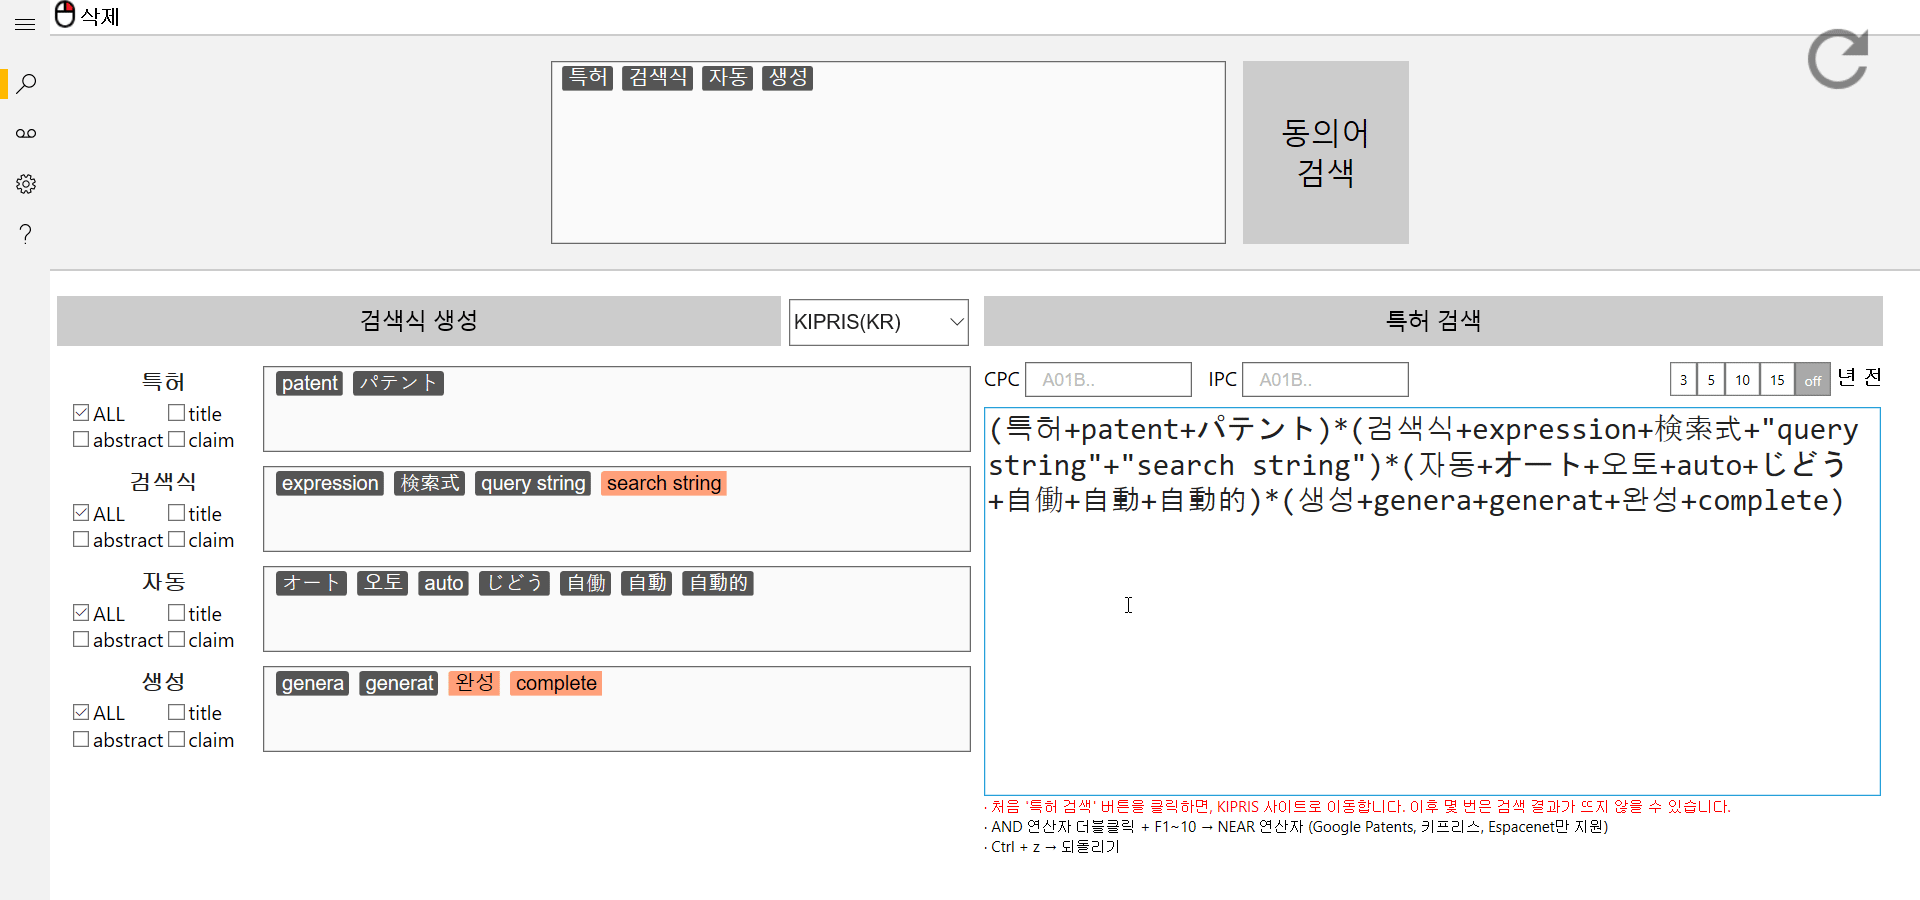 삭제
특허 검색식 자동 생성
동의어
검색
검색식 생성
KIPRIS(KR)
특허 검색
특허
ALL title
abstract claim
patent パテント
검색식
ALL title
abstract claim
expression 検索式 query string search string
자동
ALL title
abstract claim
オート 오토 auto じどう 自働 自動 自動的
생성
ALL title
abstract claim
genera generat 완성 complete
CPC A01B.. IPC A01B.. 3 5 10 15 off 년 전
(특허+patent+パテント)*(검색식+expression+検索式+"query
string"+"search string")*(자동+オート+오토+auto+じどう
+自働+自動+自動的)*(생성+genera+generat+완성+complete)
· 처음 '특허 검색' 버튼을 클릭하면, KIPRIS 사이트로 이동합니다. 이후 몇 번은 검색 결과가 뜨지 않을 수 있습니다.
· AND 연산자 더블클릭 + F1~10 → NEAR 연산자 (Google Patents, 키프리스, Espacenet만 지원)
· Ctrl + z → 되돌리기